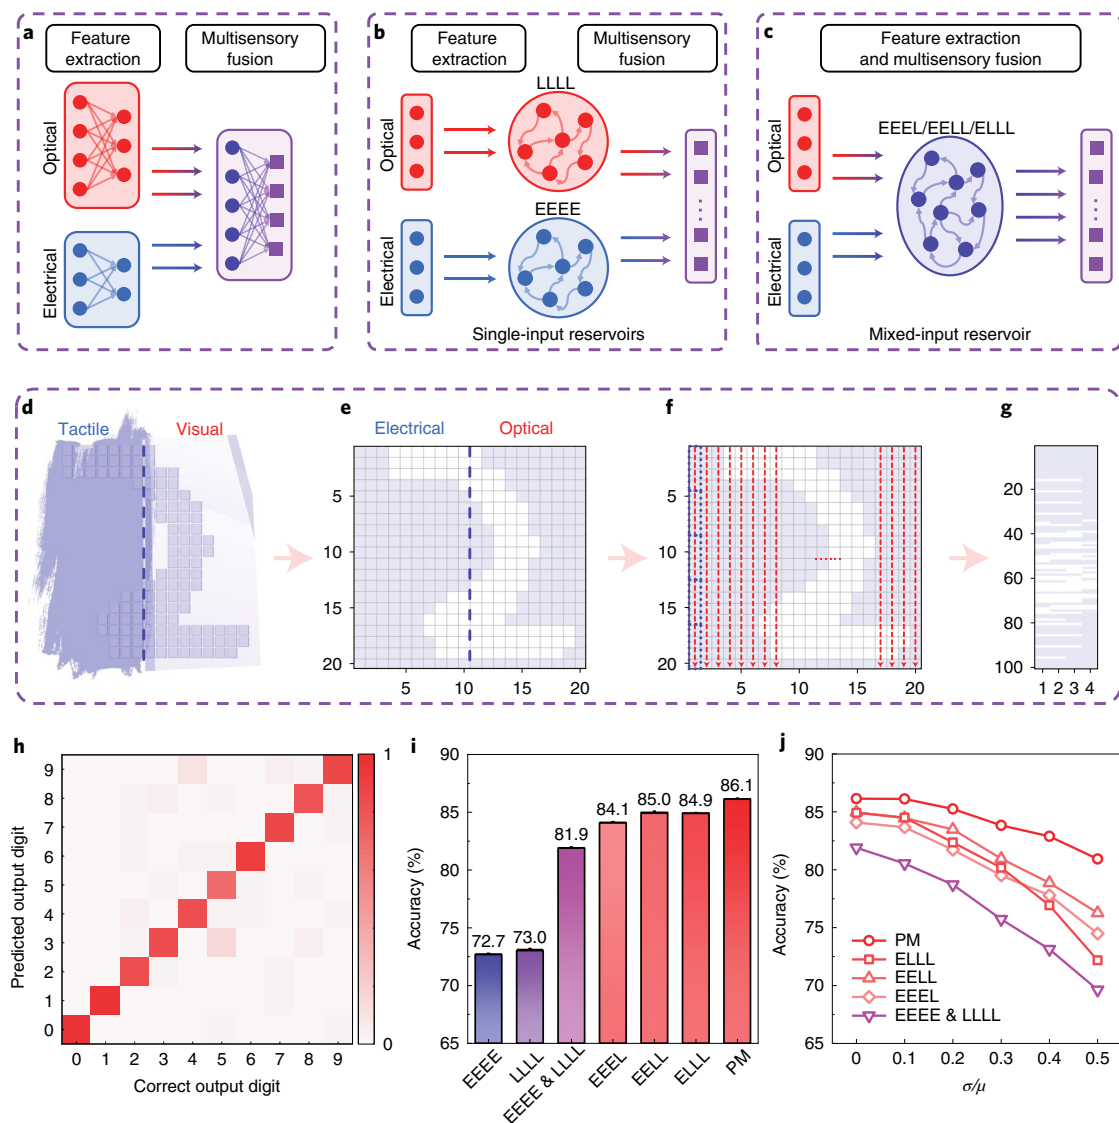 a
Feature
extraction
Multisensory
fusion
Optical
Electrical
b
Feature
extraction
Multisensory
fusion
LLLL
Optical
EEEE
Electrical
Single-input reservoirs
c
Feature extraction
and multisensory fusion
EEEL/EELL/ELLL
Optical
Electrical
Mixed-input reservoir
d
Tactile
Visual
e
Electrical
Optical
5
10
15
20
5
10
15
20
f
5
10
15
20
5
10
15
20
g
20
40
60
80
100
1 2 3 4
h
Predicted output digit
9
8
7
6
5
4
3
2
1
0
0 1 2 3 4 5 6 7 8 9
Correct output digit
1
0
i
Accuracy (%)
90
85
80
75
70
65
72.7
73.0
81.9
84.1
85.0
84.9
86.1
EEEE
LLLL
EEEE & LLLL
EEEL
EELL
ELLL
PM
j
Accuracy (%)
90
85
80
75
70
65
PM
ELLL
EELL
EEEL
EEEE & LLLL
0 0.1 0.2 0.3 0.4 0.5
σ/μ